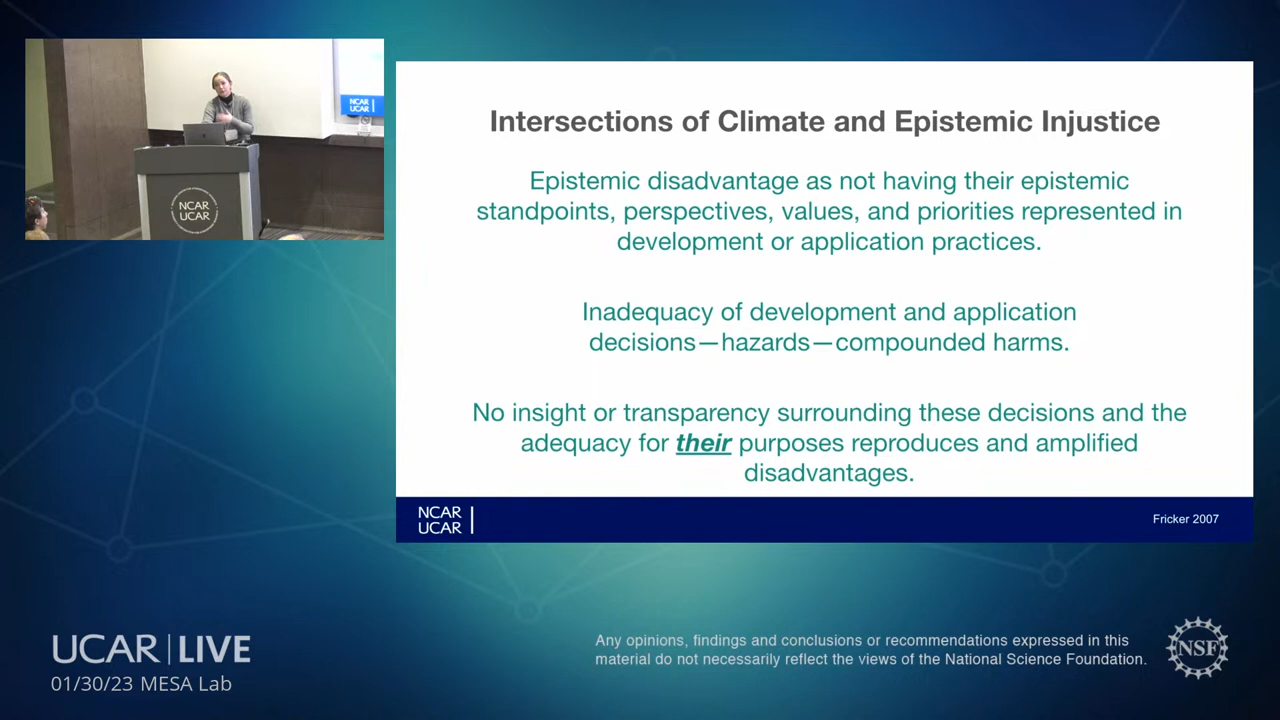 NCAR
UCAR
NCAR
UCAR
Intersections of Climate and Epistemic Injustice
Epistemic disadvantage as not having their epistemic
standpoints, perspectives, values, and priorities represented in
development or application practices.
Inadequacy of development and application
decisions—hazards—compounded harms.
No insight or transparency surrounding these decisions and the
adequacy for their purposes reproduces and amplified
disadvantages.
NCAR
UCAR
Fricker 2007
UCAR | LIVE
01/30/23 MESA Lab
Any opinions, findings and conclusions or recommendations expressed in this
material do not necessarily reflect the views of the National Science Foundation.
NSF